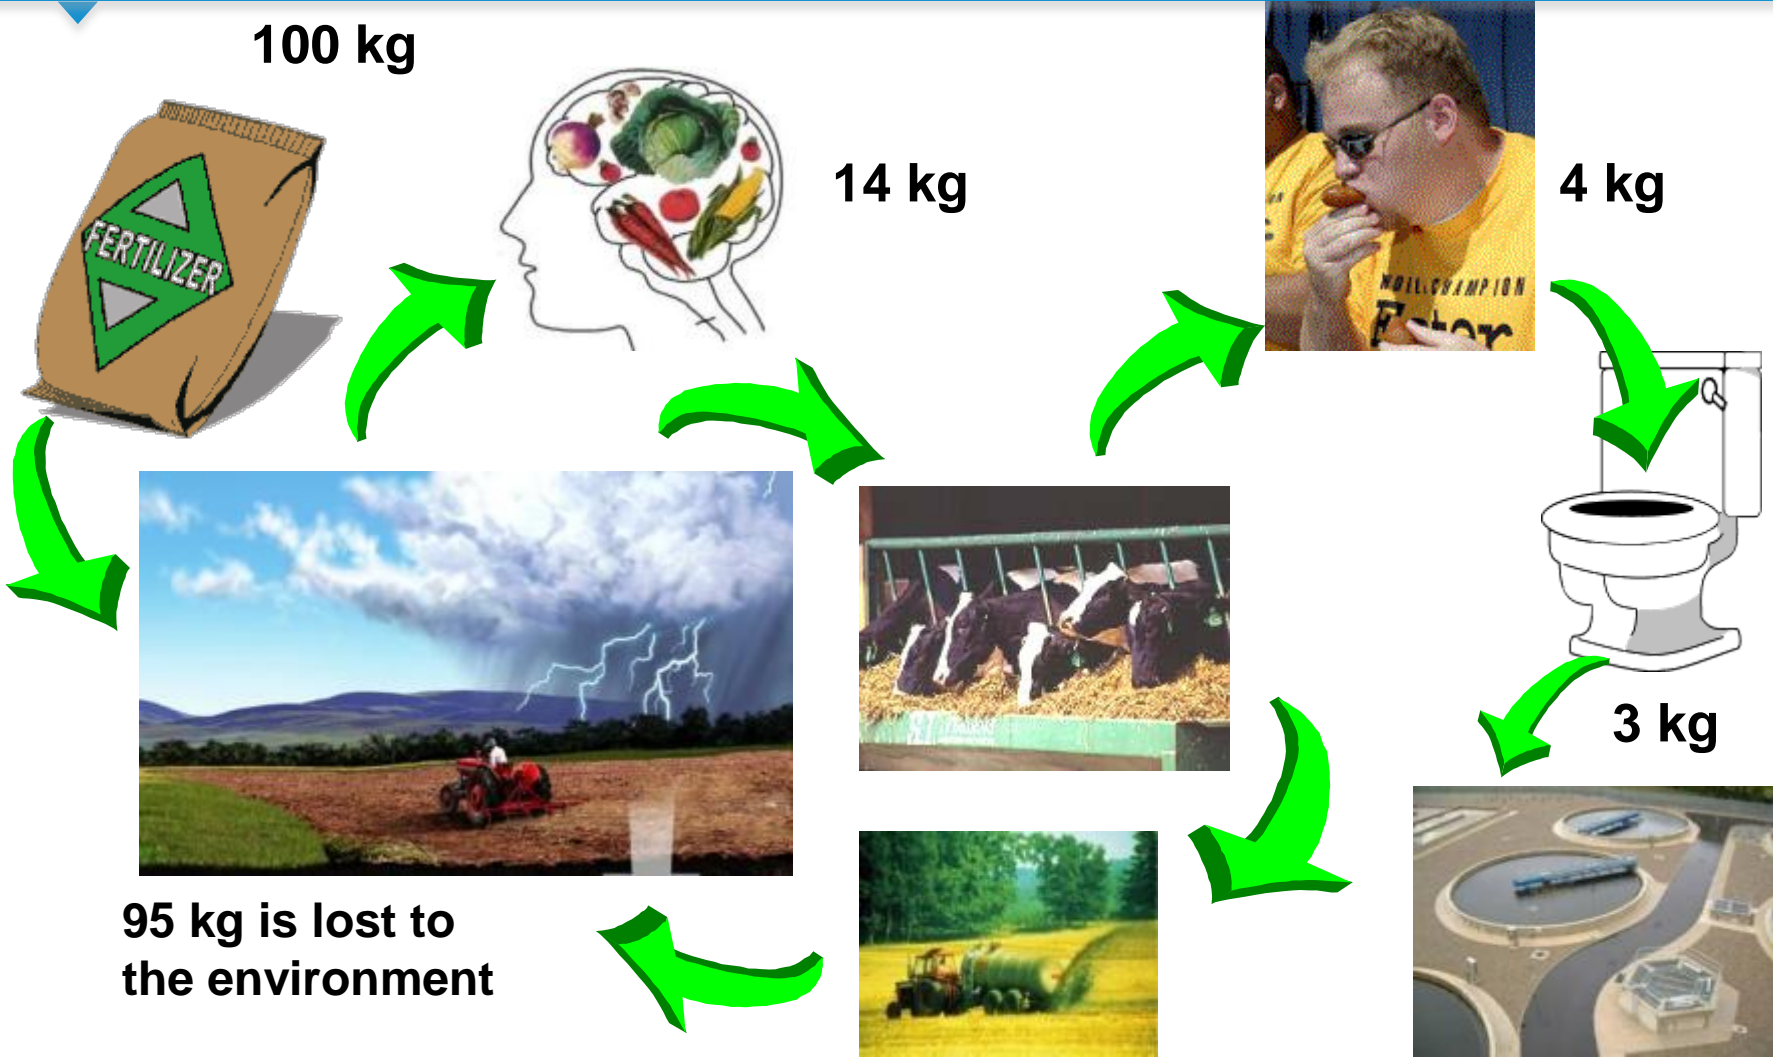 100 kg
FERTILIZER
14 kg
4 kg
3 kg
95 kg is lost to
the environment